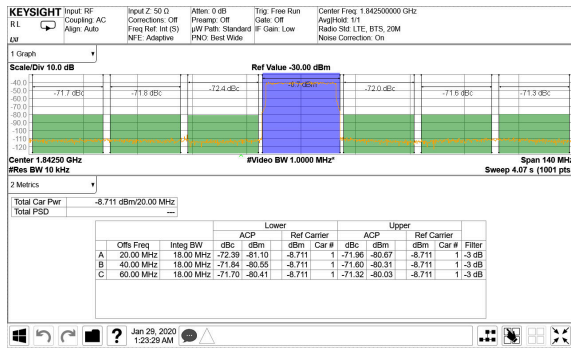 KEYSIGHT Input: RF Input Z: 50 Ω Atten: 0 dB Trig: Free Run Center Freq: 1.842500000 GHz
RL Coupling: AC Corrections: Off Preamp: Off Gate: Off Avg|Hold: 1/1
Align: Auto Freq Ref: Int (S) µW Path: Standard IF Gain: Low Radio Std: LTE, BTS, 20M
LXI NFE: Adaptive PNO: Best Wide Noise Correction: On
1 Graph
Scale/Div 10.0 dB Ref Value -30.00 dBm
-40.0
-50.0
-60.0
-70.0
-80.0
-90.0
-100
-110
-120
-71.7 dBc -71.8 dBc -72.4 dBc -8.7 dBm -72.0 dBc -71.6 dBc -71.3 dBc
Center 1.84250 GHz #Video BW 1.0000 MHz* Span 140 MHz
#Res BW 10 kHz Sweep 4.07 s (1001 pts)
2 Metrics
Total Car Pwr -8.711 dBm/20.00 MHz
Total PSD ---
Lower Upper
ACP Ref Carrier ACP Ref Carrier
Offs Freq Integ BW dBc dBm dBm Car # dBc dBm dBm Car # Filter
A 20.00 MHz 18.00 MHz -72.39 -81.10 -8.711 1 -71.96 -80.67 -8.711 1 -3 dB
B 40.00 MHz 18.00 MHz -71.84 -80.55 -8.711 1 -71.60 -80.31 -8.711 1 -3 dB
C 60.00 MHz 18.00 MHz -71.70 -80.41 -8.711 1 -71.32 -80.03 -8.711 1 -3 dB
? Jan 29, 2020
1:23:29 AM